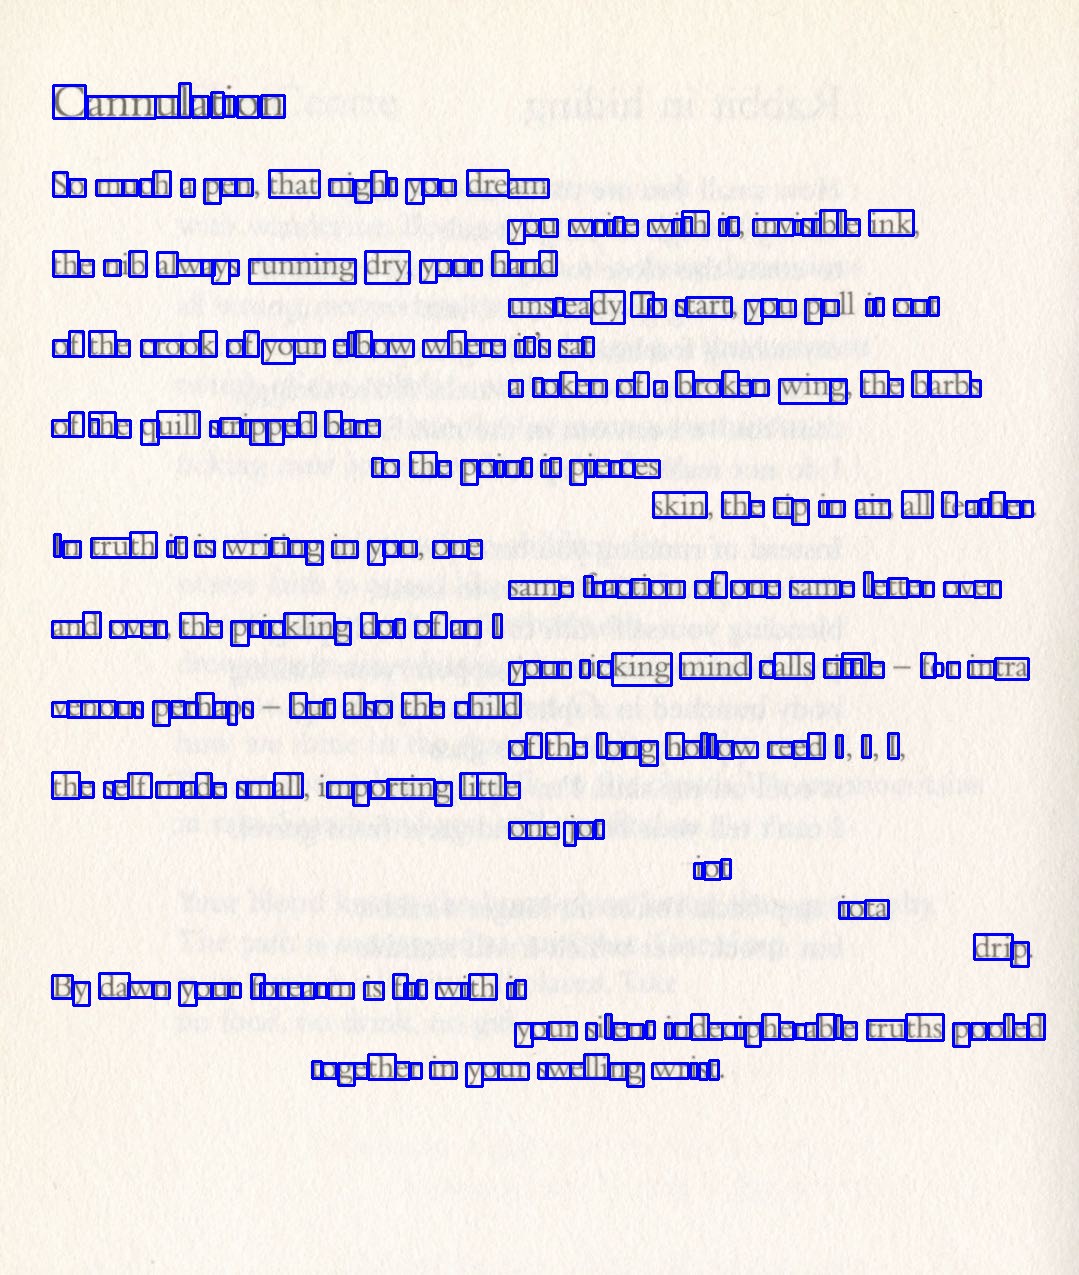 Cannulation
So much a pen, that night you dream
you write with it, invisible ink,
the nib always running dry, your hand
unsteady. To start, you pull it out
of the crook of your elbow where it's sat
a token of a broken wing, the barbs
of the quill stripped bare
to the point it pierces
skin, the tip in air, all feather.
In truth it is writing in you, one
same fraction of one same letter over
and over, the prickling dot of an I
your ticking mind calls tittle – for intra
venous perhaps – but also the child
of the long hollow reed I, I, I,
the self made small, importing little
one jot
iot
iota
drip.
By dawn your forearm is fat with it
your silent indecipherable truths pooled
together in your swelling wrist.